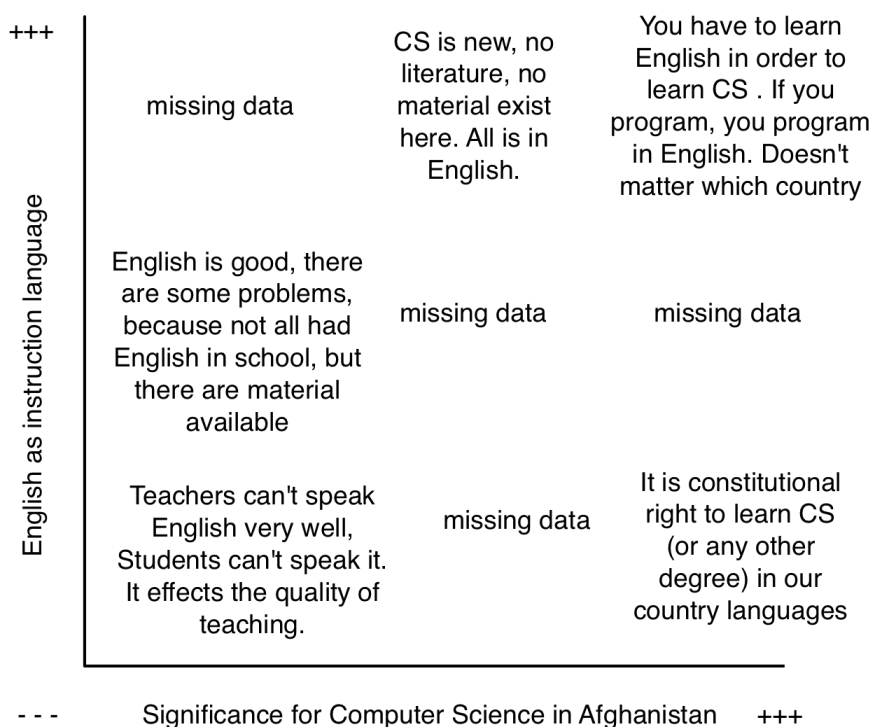 +++
missing data
CS is new, no
literature, no
material exist
here. All is in
English.
You have to learn
English in order to
learn CS . If you
program, you program
in English. Doesn't
matter which country
English as instruction language
English is good, there
are some problems,
because not all had
English in school, but
there are material
available
missing data
missing data
Teachers can't speak
English very well,
Students can't speak it.
It effects the quality of
teaching.
missing data
It is constitutional
right to learn CS
(or any other
degree) in our
country languages
- - -
Significance for Computer Science in Afghanistan
+++